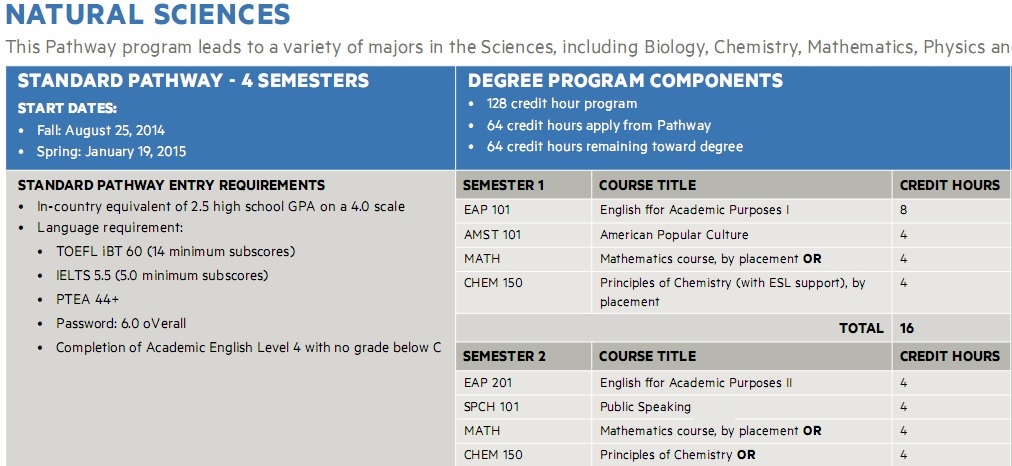 NATURAL SCIENCES
This Pathway program leads to a variety of majors in the Sciences, including Biology, Chemistry, Mathematics, Physics an
STANDARD PATHWAY - 4 SEMESTERS
START DATES:
• Fall: August 25, 2014
• Spring: January 19, 2015
DEGREE PROGRAM COMPONENTS
• 128 credit hour program
• 64 credit hours apply from Pathway
• 64 credit hours remaining toward degree
STANDARD PATHWAY ENTRY REQUIREMENTS
• In-country equivalent of 2.5 high school GPA on a 4.0 scale
• Language requirement:
• TOEFL iBT 60 (14 minimum subscores)
• IELTS 5.5 (5.0 minimum subscores)
• PTEA 44+
• Password: 6.0 oVerall
• Completion of Academic English Level 4 with no grade below C
SEMESTER 1 COURSE TITLE CREDIT HOURS
EAP 101 English ffor Academic Purposes I 8
AMST 101 American Popular Culture 4
MATH Mathematics course, by placement OR 4
CHEM 150 Principles of Chemistry (with ESL support), by 4
placement
TOTAL 16
SEMESTER 2 COURSE TITLE CREDIT HOURS
EAP 201 English ffor Academic Purposes II 4
SPCH 101 Public Speaking 4
MATH Mathematics course, by placement OR 4
CHEM 150 Principles of Chemistry OR 4